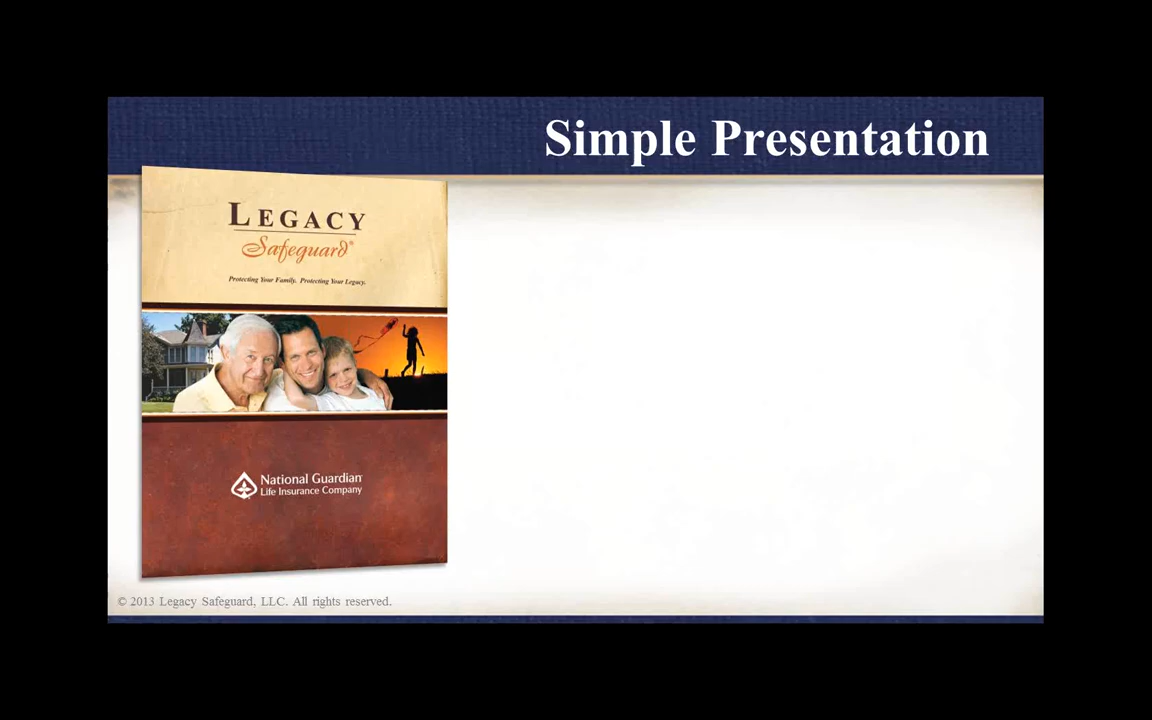 Simple Presentation
LEGACY
Safeguard®
Protecting Your Family. Protecting Your Legacy.
National Guardian
Life Insurance Company
© 2013 Legacy Safeguard, LLC. All rights reserved.